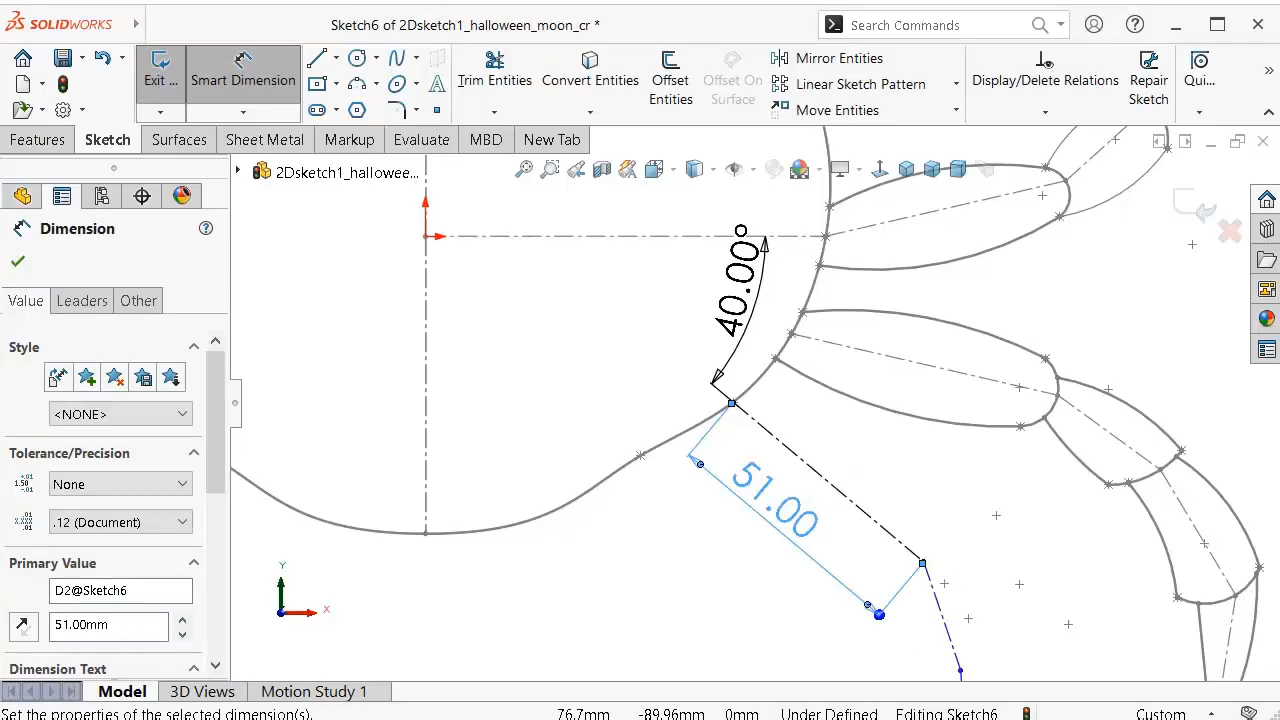 SOLIDWORKS
Sketch6 of 2Dsketch1_halloween_moon_cr *
Search Commands
Exit ...
Smart Dimension
Trim Entities
Convert Entities
Offset Entities
Offset On Surface
Mirror Entities
Linear Sketch Pattern
Move Entities
Display/Delete Relations
Repair Sketch
Qui...
Features
Sketch
Surfaces
Sheet Metal
Markup
Evaluate
MBD
New Tab
2Dsketch1_hallowee...
Dimension
Value
Leaders
Other
Style
<NONE>
Tolerance/Precision
None
.12 (Document)
Primary Value
D2@Sketch6
51.00mm
Dimension Text
40.00°
51.00
Y
X
Model
3D Views
Motion Study 1
Set the properties of the selected dimension(s).
76.7mm
-89.96mm
0mm
Under Defined
Editing Sketch6
Custom